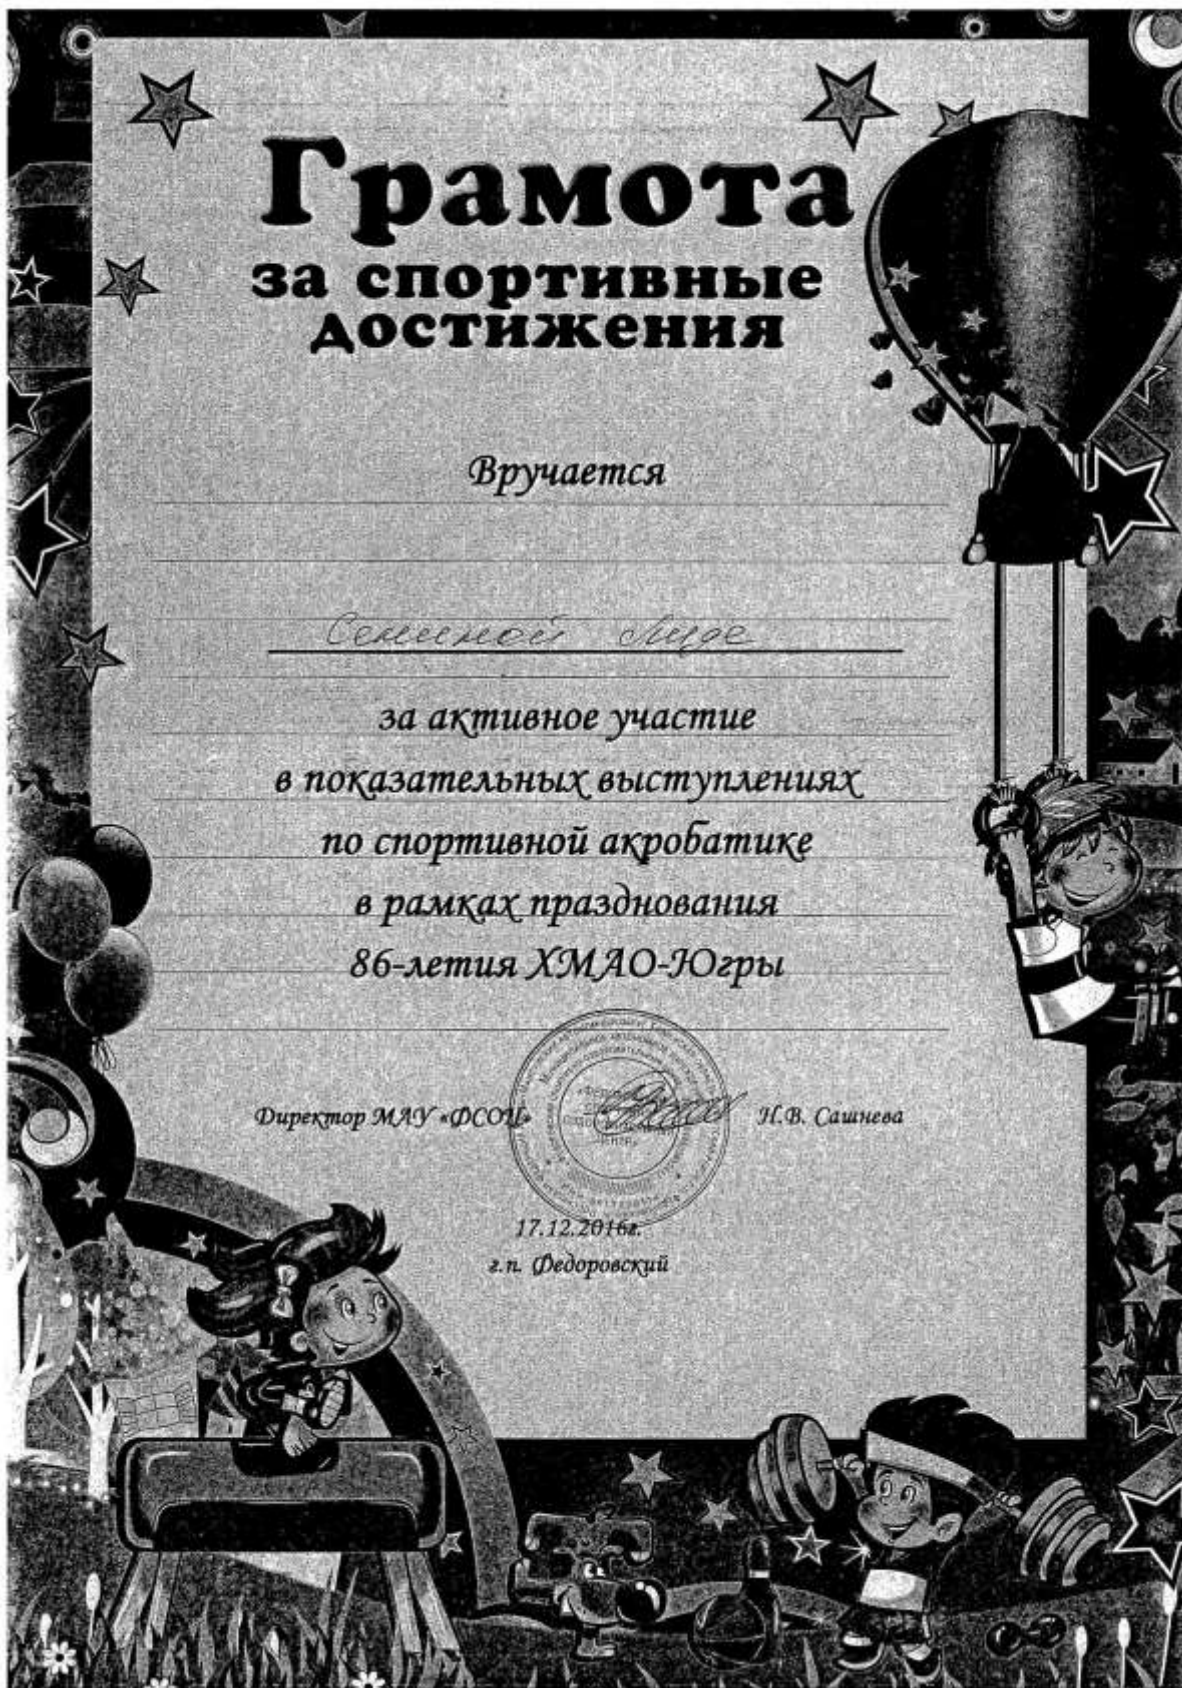 Грамота
за спортивные
достижения
Вручается
Сениной Лиде
за активное участие
в показательных выступлениях
по спортивной акробатике
в рамках празднования
86-летия ХМАО-Югры
Директор МАУ «ФСОЦ» Н.В. Сашнева
17.12.2016г.
г.п. Федоровский